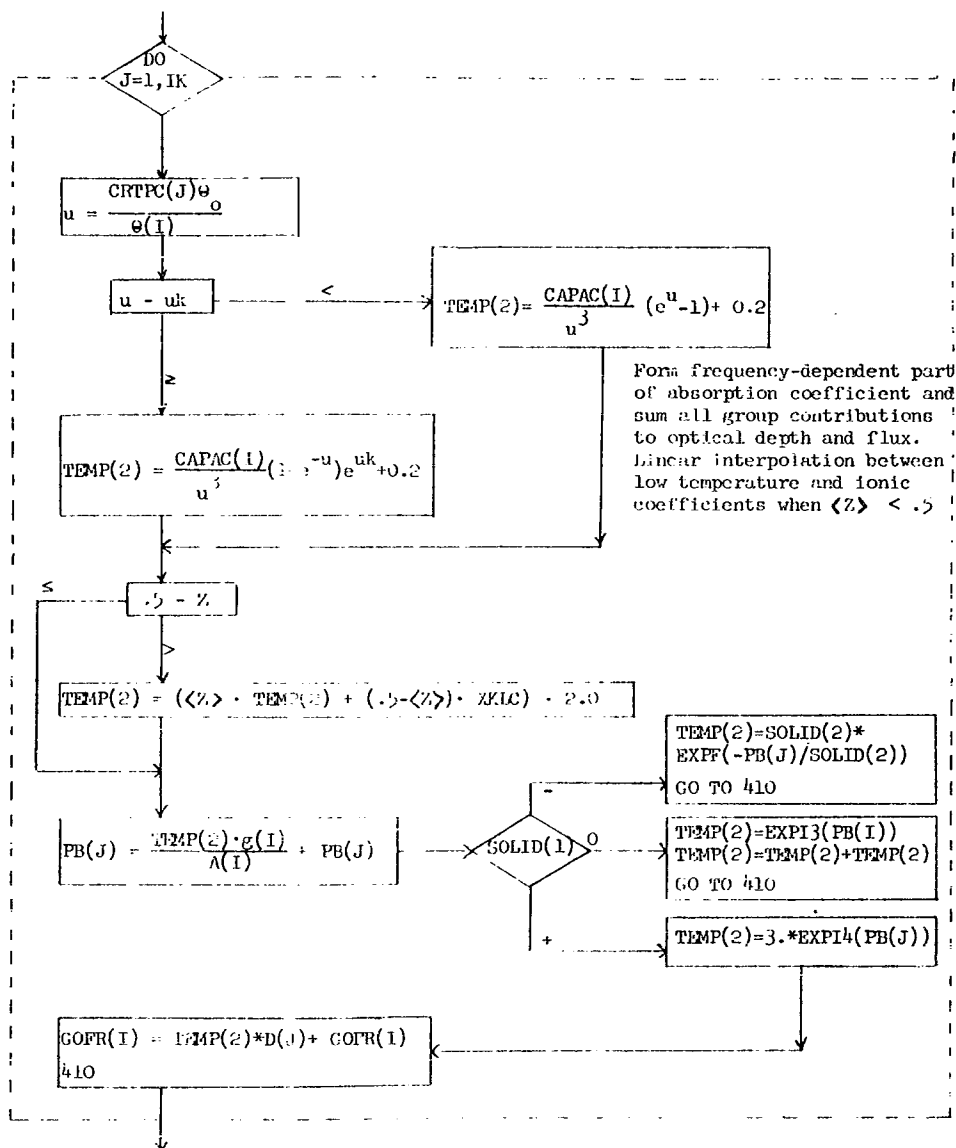 DO
J=1,IK
u = CRTPC(J)θo / θ(I)
u - uk
<
TEMP(2)= CAPAC(I) / u^3 (e^u -1)+ 0.2
≥
Form frequency-dependent part
of absorption coefficient and
sum all group contributions
to optical depth and flux.
Linear interpolation between
low temperature and ionic
coefficients when ⟨Z⟩ < .5
TEMP(2) = CAPAC(I) / u^3 (1- e^-u)e^uk+0.2
≤
.5 - Z
>
TEMP(2) = (⟨Z⟩ · TEMP(2) + (.5-⟨Z⟩)· XKLC) · 2.0
TEMP(2)=SOLID(2)*
EXPF(-PB(J)/SOLID(2))
GO TO 410
-
PB(J) = TEMP(2)·g(I) / A(I) + PB(J)
SOLID(1)
0
TEMP(2)=EXPI3(PB(I))
TEMP(2)=TEMP(2)+TEMP(2)
GO TO 410
+
TEMP(2)=3.*EXPI4(PB(J))
GOFR(I) = TEMP(2)*D(J)+ GOFR(I)
410